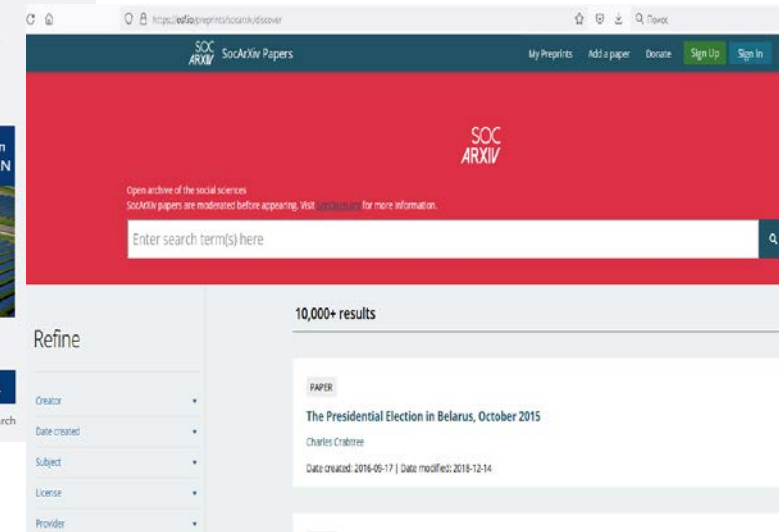 https://osf.io/preprints/socarxiv/discover
Поиск
SOC
ARXIV
SocArXiv Papers
My Preprints
Add a paper
Donate
Sign Up
Sign In
SOC
ARXIV
Open archive of the social sciences
SocArXiv papers are moderated before appearing. Visit for more information.
Enter search term(s) here
10,000+ results
Refine
Creator
Date created
Subject
License
Provider
PAPER
The Presidential Election in Belarus, October 2015
Charles Crabtree
Date created: 2016-09-17 | Date modified: 2018-12-14